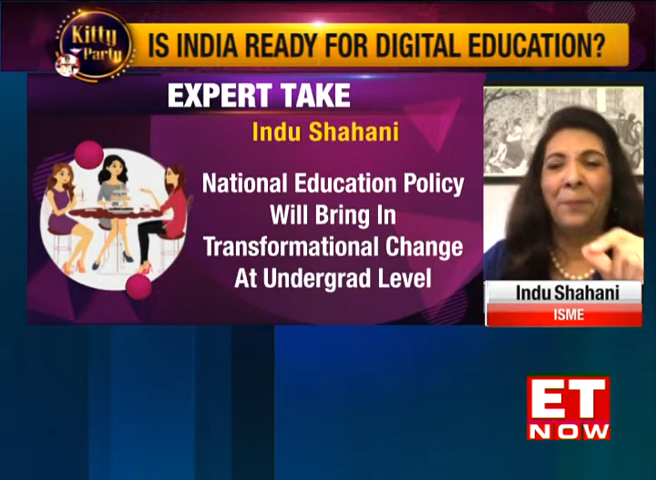 Kitty
Party
IS INDIA READY FOR DIGITAL EDUCATION?
EXPERT TAKE
Indu Shahani
National Education Policy
Will Bring In
Transformational Change
At Undergrad Level
Indu Shahani
ISME
ET
NOW